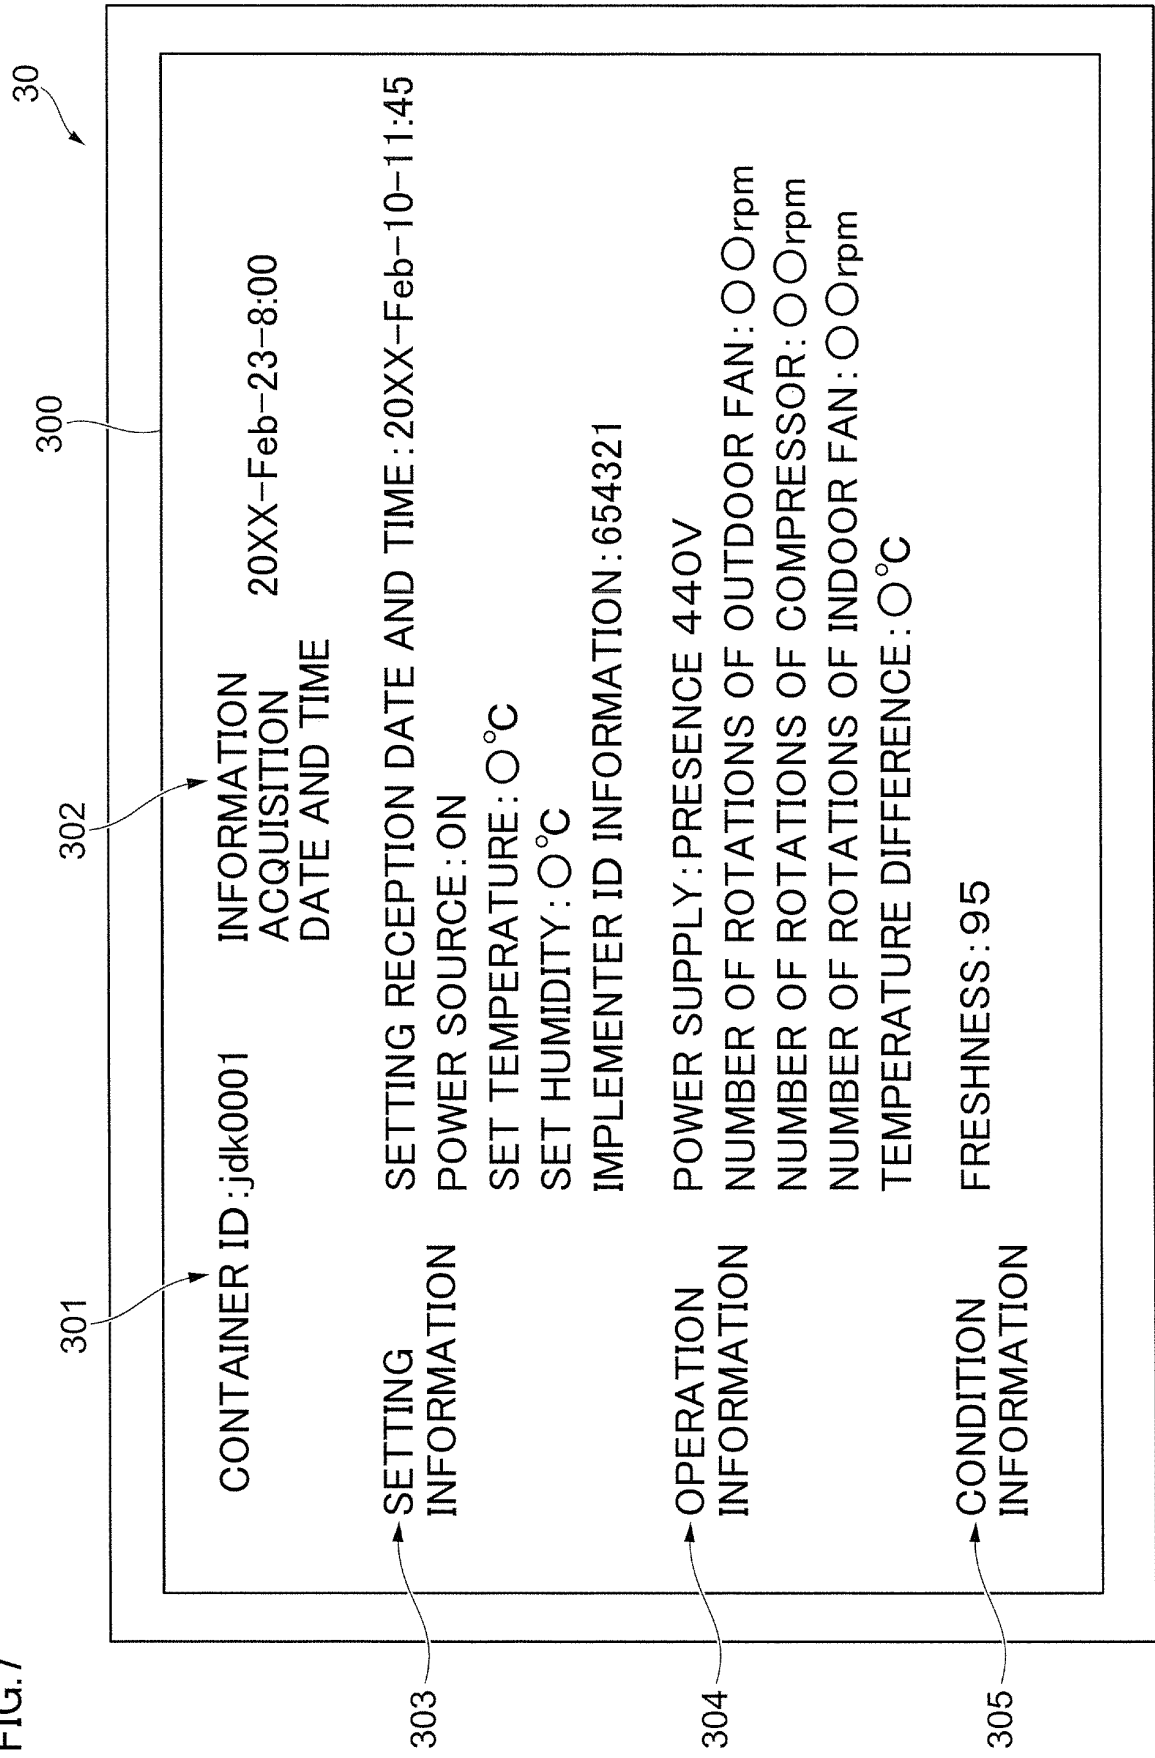 FIG.7
30
300
302
301
CONTAINER ID:jdk0001
INFORMATION
ACQUISITION
DATE AND TIME
20XX-Feb-23-8:00
303
SETTING
INFORMATION
SETTING RECEPTION DATE AND TIME:20XX-Feb-10-11:45
POWER SOURCE:ON
SET TEMPERATURE:○℃
SET HUMIDITY:○℃
IMPLEMENTER ID INFORMATION:654321
304
OPERATION
INFORMATION
POWER SUPPLY:PRESENCE 440V
NUMBER OF ROTATIONS OF OUTDOOR FAN:○○rpm
NUMBER OF ROTATIONS OF COMPRESSOR:○○rpm
NUMBER OF ROTATIONS OF INDOOR FAN:○○rpm
TEMPERATURE DIFFERENCE:○℃
305
CONDITION
INFORMATION
FRESHNESS:95